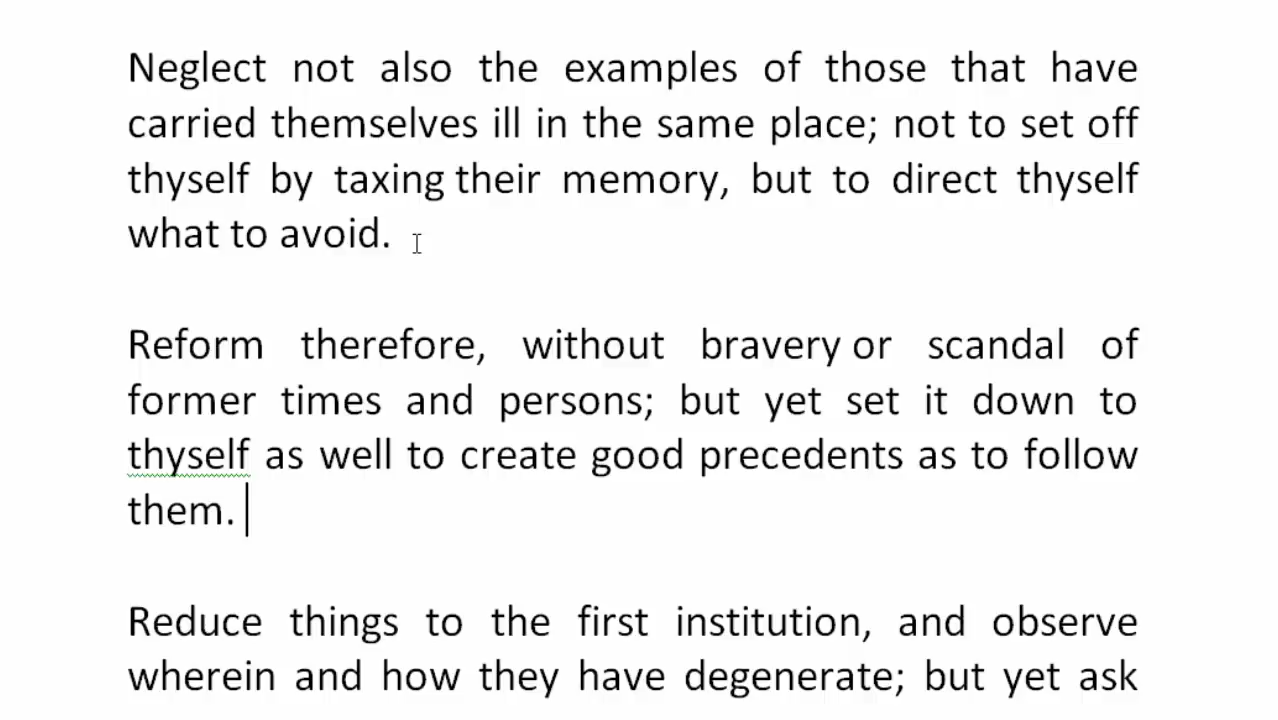 Neglect not also the examples of those that have
carried themselves ill in the same place; not to set off
thyself by taxing their memory, but to direct thyself
what to avoid.
Reform therefore, without bravery or scandal of
former times and persons; but yet set it down to
thyself as well to create good precedents as to follow
them.
Reduce things to the first institution, and observe
wherein and how they have degenerate; but yet ask